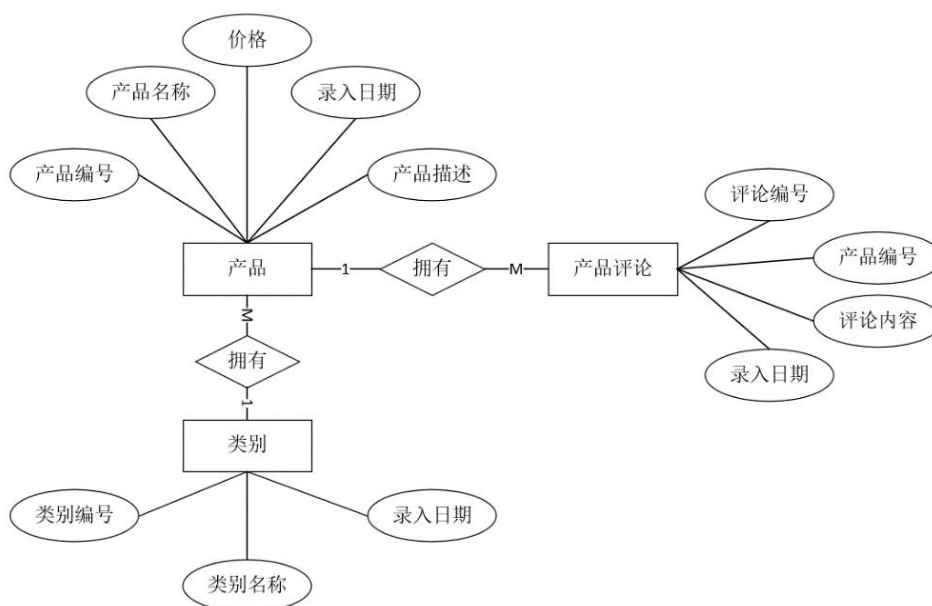 价格
产品名称
录入日期
产品编号
产品描述
评论编号
产品
1
拥有
M
产品评论
产品编号
评论内容
录入日期
M
拥有
1
类别
类别编号
录入日期
类别名称